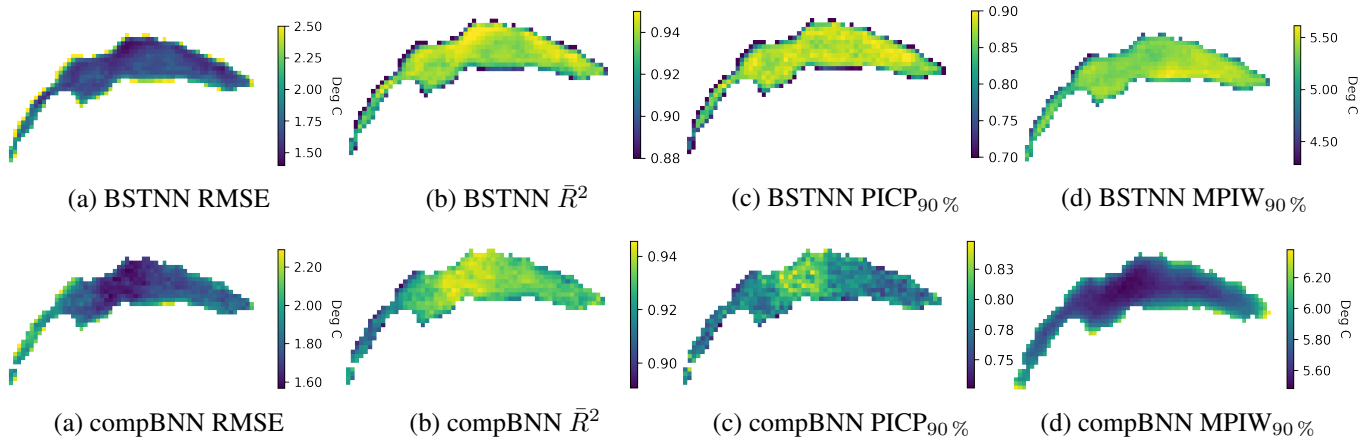 2.50
2.25
2.00
1.75
1.50
Deg C
0.94
0.92
0.90
0.88
0.90
0.85
0.80
0.75
0.70
5.50
5.00
4.50
Deg C
(a) BSTNN RMSE
(b) BSTNN R̄²
(c) BSTNN PICP₉₀ %
(d) BSTNN MPIW₉₀ %
2.20
2.00
1.80
1.60
Deg C
0.94
0.92
0.90
0.83
0.80
0.78
0.75
6.20
6.00
5.80
5.60
Deg C
(a) compBNN RMSE
(b) compBNN R̄²
(c) compBNN PICP₉₀ %
(d) compBNN MPIW₉₀ %